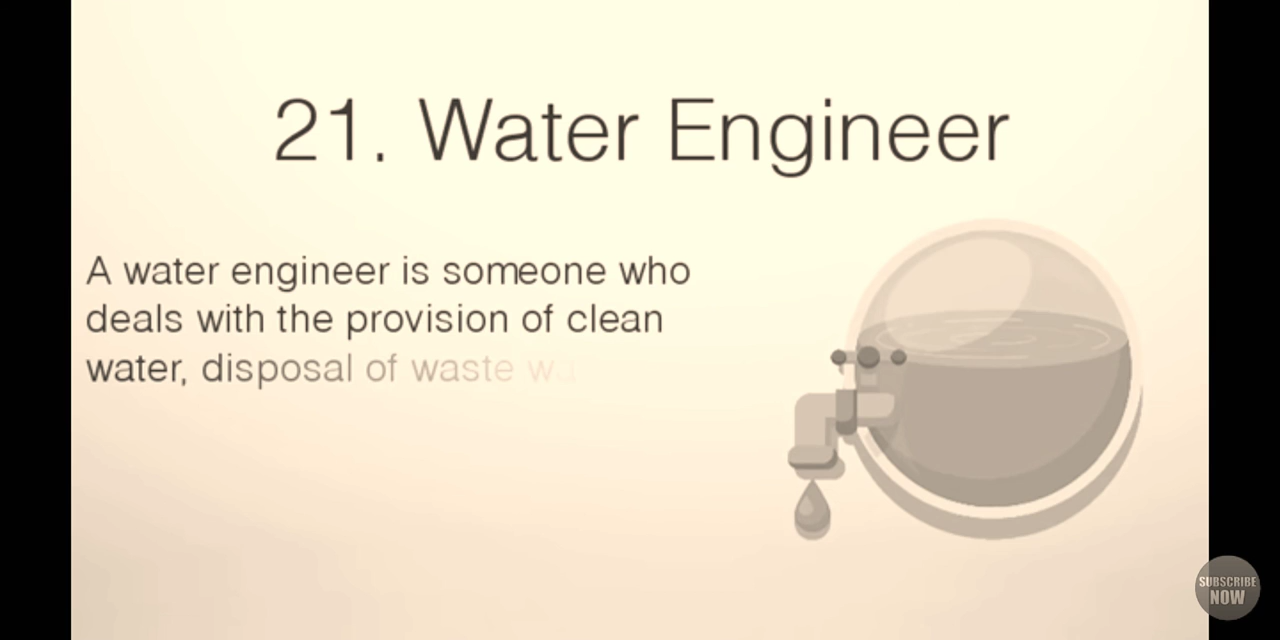 21. Water Engineer
A water engineer is someone who
deals with the provision of clean
water, disposal of waste
SUBSCRIBE
NOW